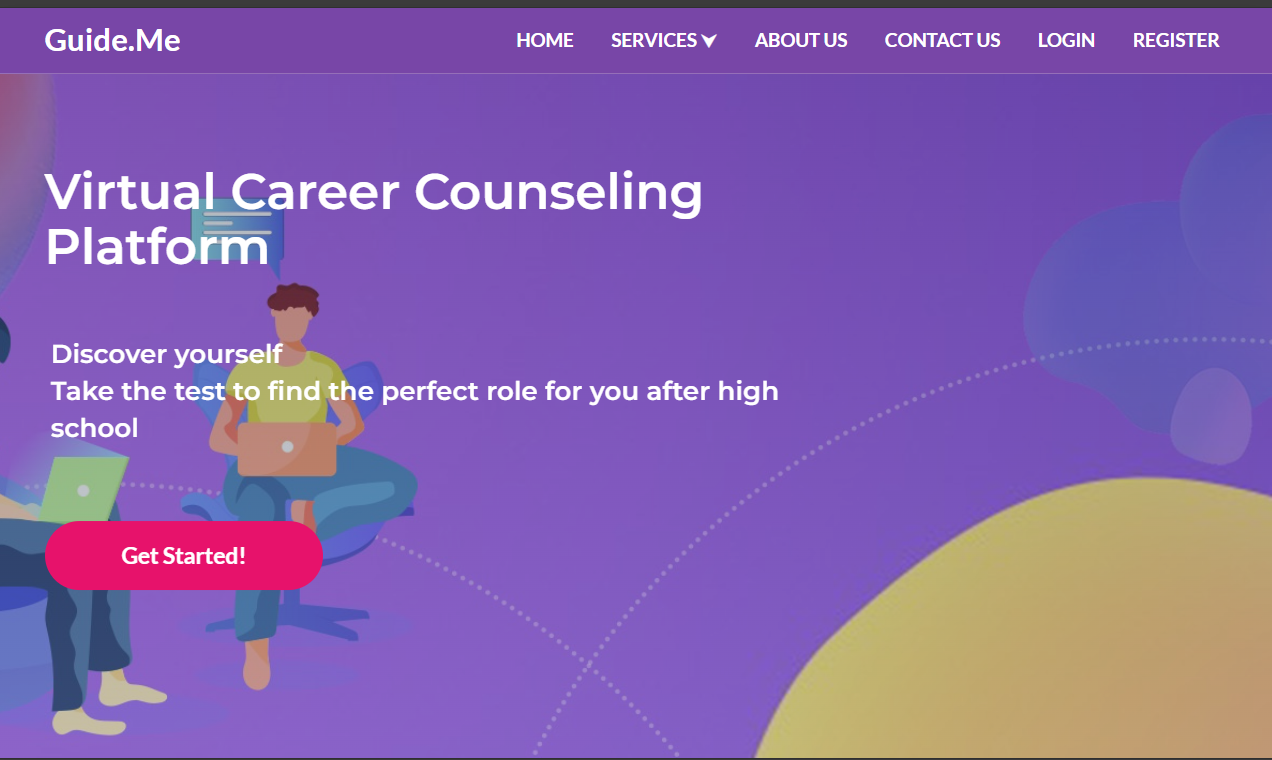 Guide.Me
HOME SERVICES ABOUT US CONTACT US LOGIN REGISTER
Virtual Career Counseling
Platform
Discover yourself
Take the test to find the perfect role for you after high
school
Get Started!